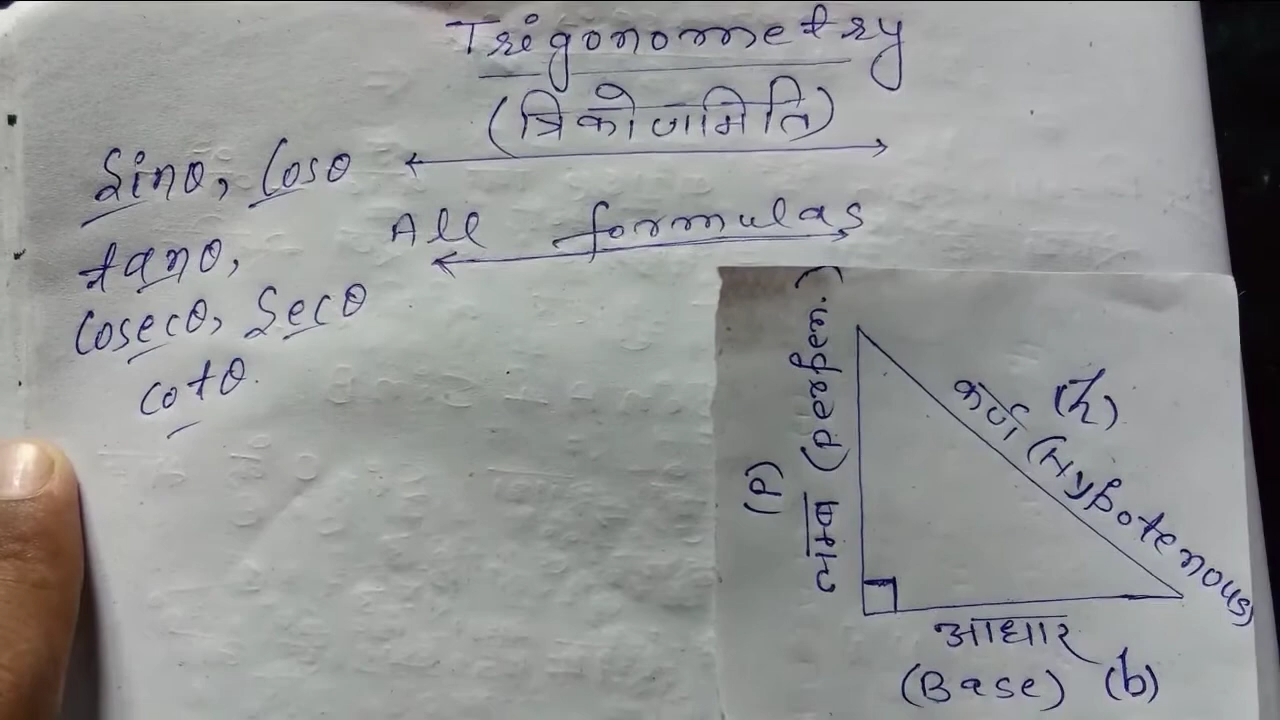 Trigonometry
(त्रिकोणमिति)
Sinθ, Cosθ
All formulas
tanθ,
Cosecθ, Secθ
cotθ.
लम्ब (perpen.)
(P)
कर्ण (Hypotenous)
(h)
आधार
(Base) (b)